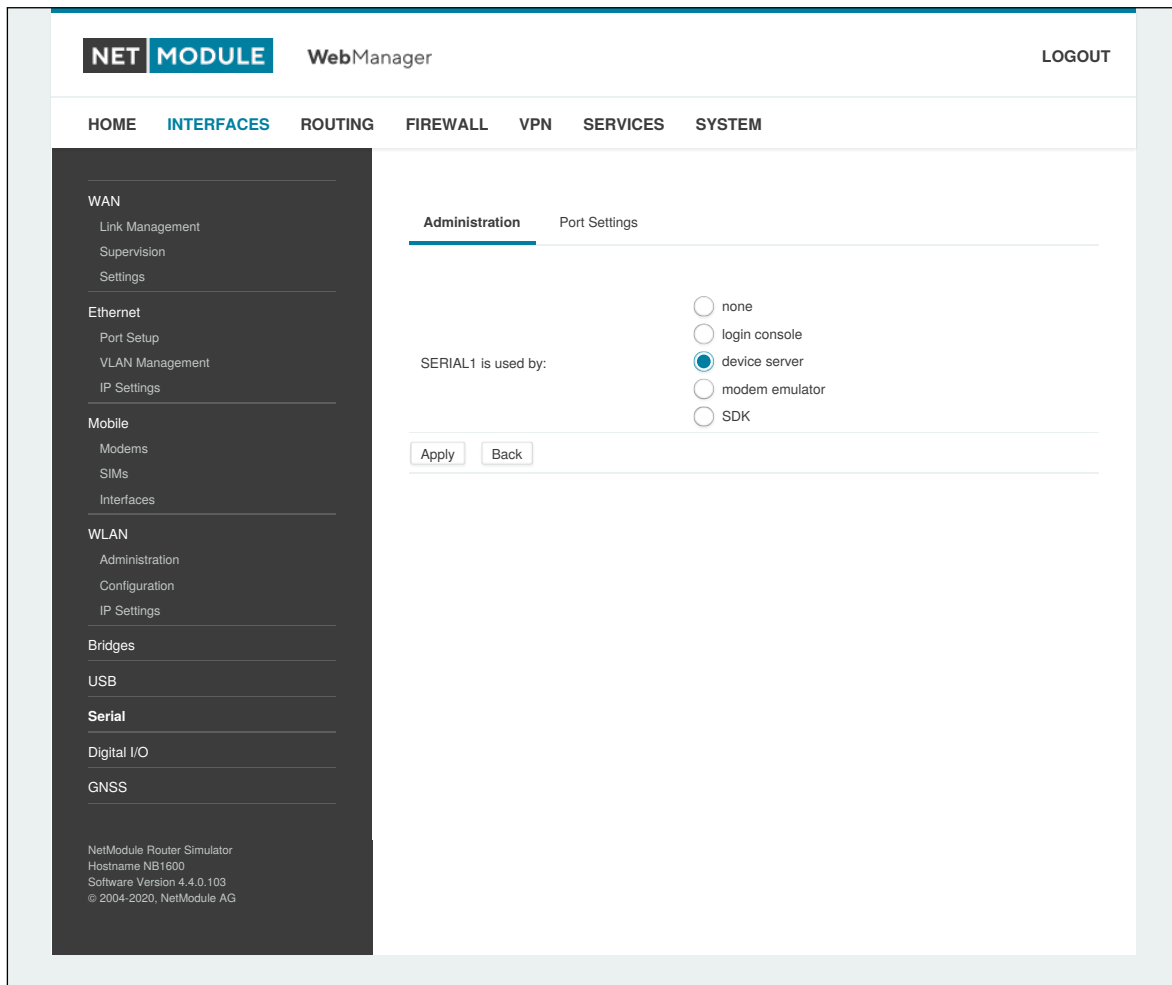 NET MODULE WebManager LOGOUT
HOME INTERFACES ROUTING FIREWALL VPN SERVICES SYSTEM
WAN
Link Management
Supervision
Settings
Ethernet
Port Setup
VLAN Management
IP Settings
Mobile
Modems
SIMs
Interfaces
WLAN
Administration
Configuration
IP Settings
Bridges
USB
Serial
Digital I/O
GNSS
NetModule Router Simulator
Hostname NB1600
Software Version 4.4.0.103
© 2004-2020, NetModule AG
Administration Port Settings
SERIAL1 is used by:
none
login console
device server
modem emulator
SDK
Apply Back